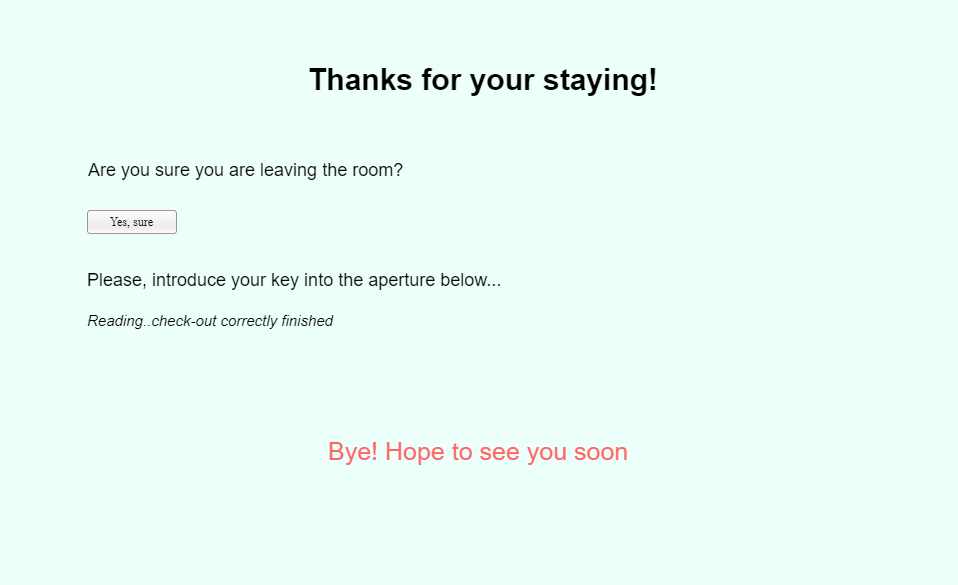 Thanks for your staying!
Are you sure you are leaving the room?
Yes, sure
Please, introduce your key into the aperture below...
Reading..check-out correctly finished
Bye! Hope to see you soon